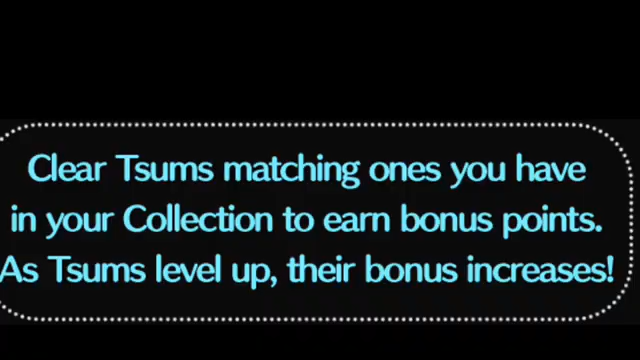 Clear Tsums matching ones you have
in your Collection to earn bonus points.
As Tsums level up, their bonus increases!